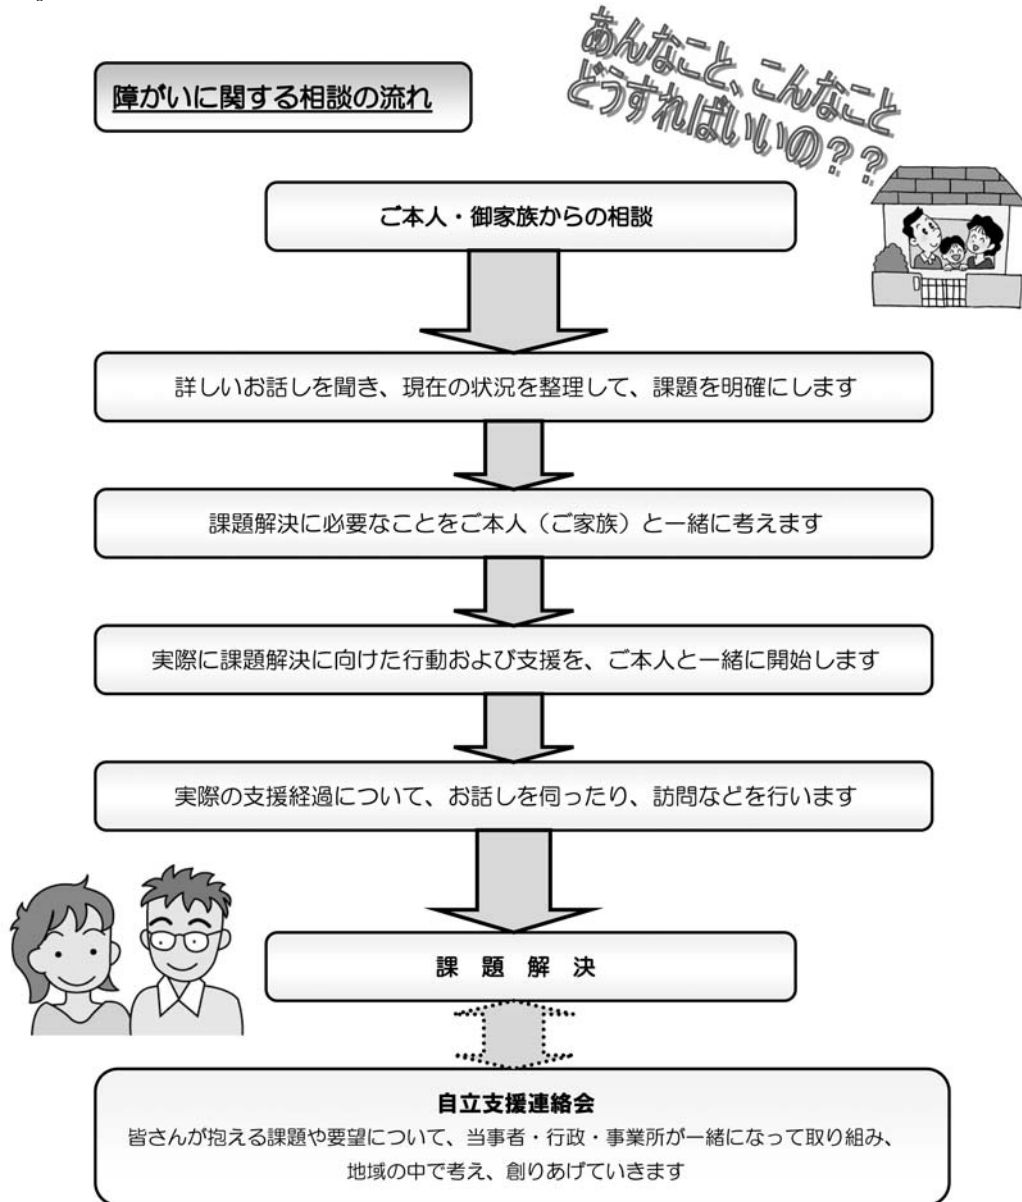 障がいに関する相談の流れ
あんなこと、こんなこと
どうすればいいの？？
ご本人・御家族からの相談
詳しいお話しを聞き、現在の状況を整理して、課題を明確にします
課題解決に必要なことをご本人（ご家族）と一緒に考えます
実際に課題解決に向けた行動および支援を、ご本人と一緒に開始します
実際の支援経過について、お話しを伺ったり、訪問などを行います
課　題　解　決
自立支援連絡会
皆さんが抱える課題や要望について、当事者・行政・事業所が一緒になって取り組み、
地域の中で考え、創りあげていきます